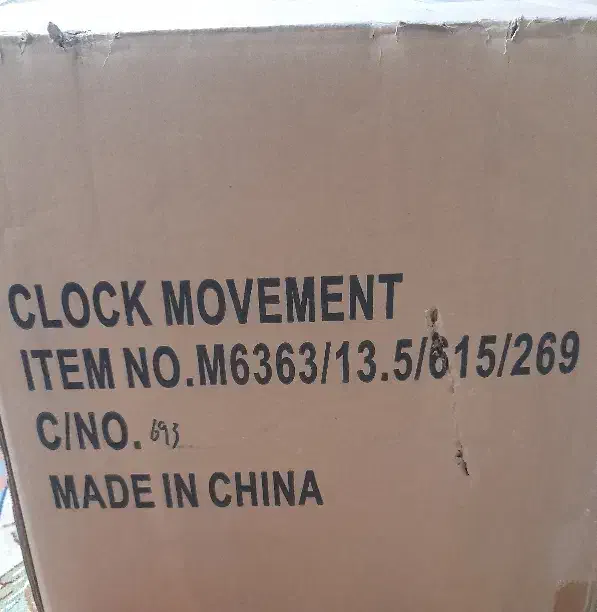 CLOCK MOVEMENT
ITEM NO.M6363/13.5/615/269
C/NO. 693
MADE IN CHINA